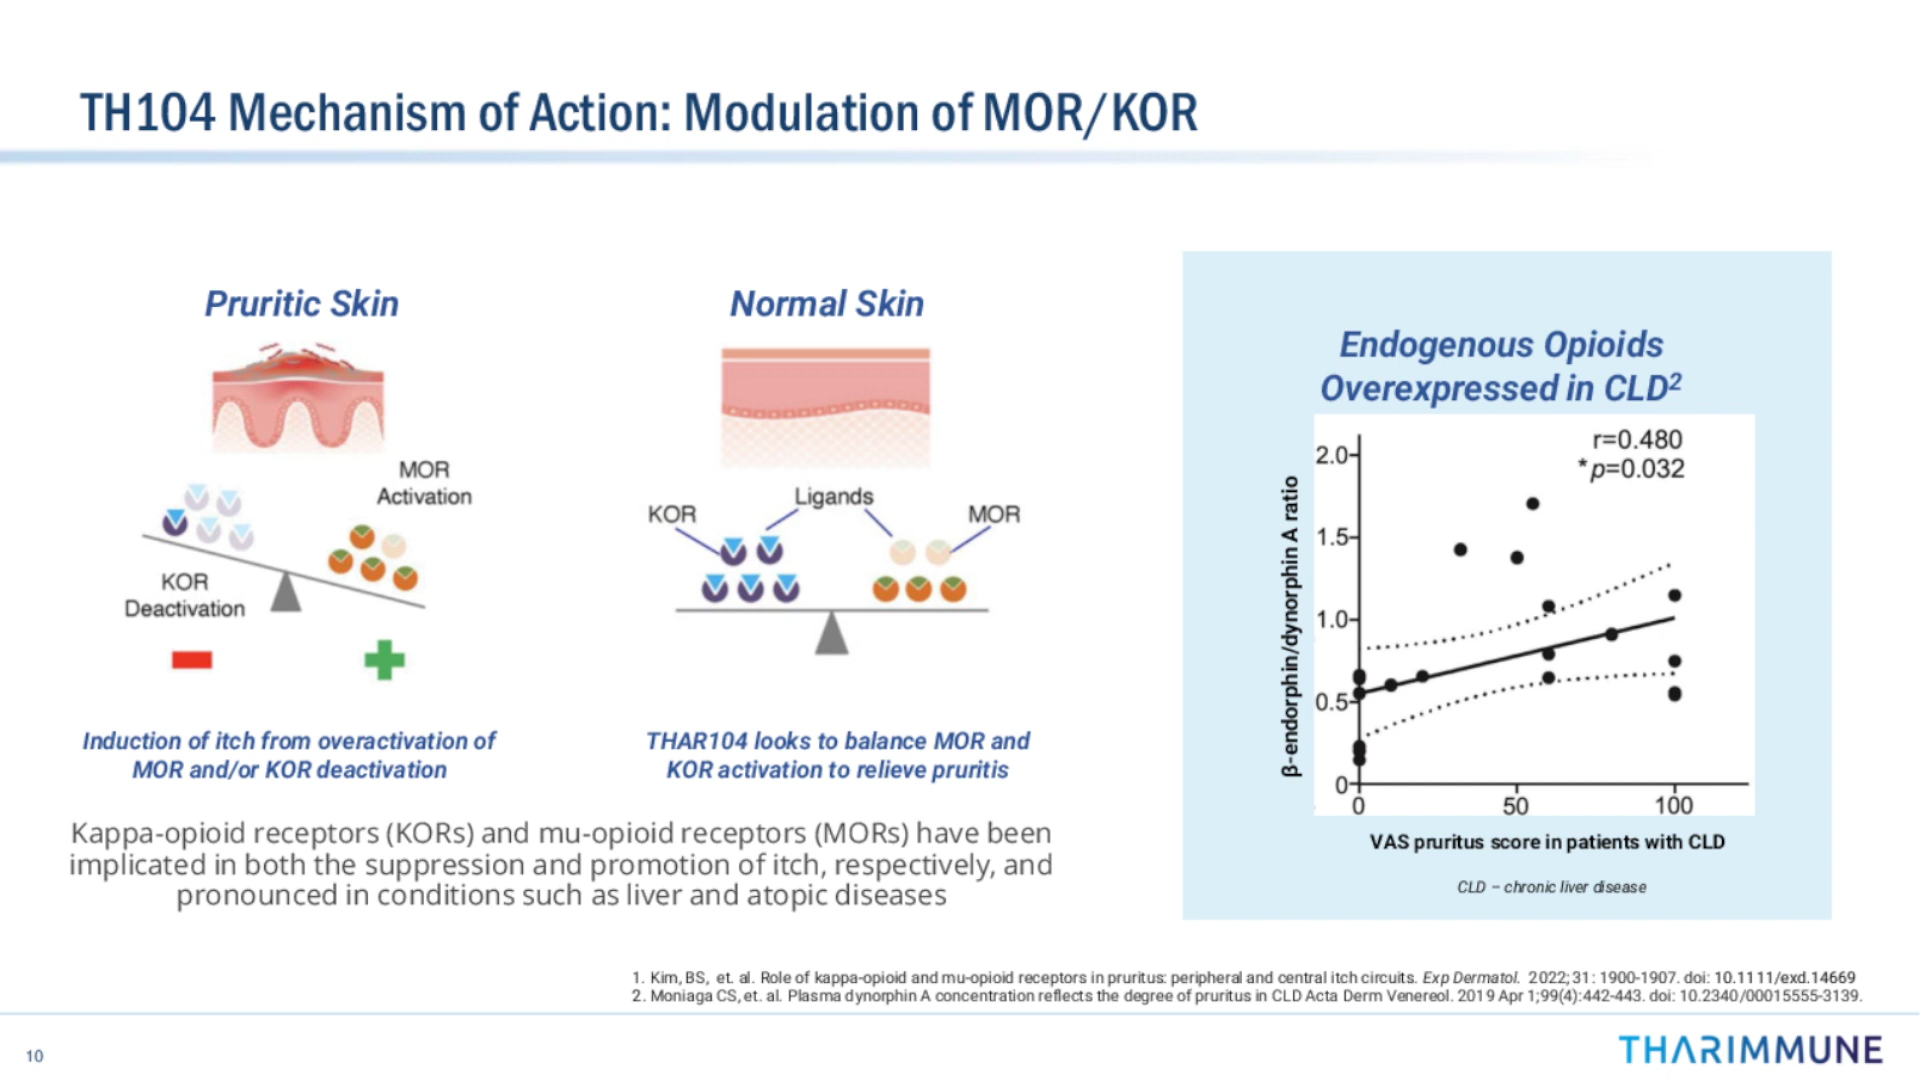 TH104 Mechanism of Action: Modulation of MOR/KOR
Pruritic Skin
MOR
Activation
KOR
Deactivation
Induction of itch from overactivation of
MOR and/or KOR deactivation
Normal Skin
KOR
Ligands
MOR
THAR104 looks to balance MOR and
KOR activation to relieve pruritis
Kappa-opioid receptors (KORs) and mu-opioid receptors (MORs) have been
implicated in both the suppression and promotion of itch, respectively, and
pronounced in conditions such as liver and atopic diseases
Endogenous Opioids
Overexpressed in CLD²
r=0.480
*p=0.032
β-endorphin/dynorphin A ratio
2.0
1.5
1.0
0.5
0
0 50 100
VAS pruritus score in patients with CLD
CLD – chronic liver disease
1. Kim, BS, et. al. Role of kappa-opioid and mu-opioid receptors in pruritus: peripheral and central itch circuits. Exp Dermatol. 2022;31: 1900-1907. doi: 10.1111/exd.14669
2. Moniaga CS, et. al. Plasma dynorphin A concentration reflects the degree of pruritus in CLD Acta Derm Venereol. 2019 Apr 1;99(4):442-443. doi: 10.2340/00015555-3139.
10
THARIMMUNE